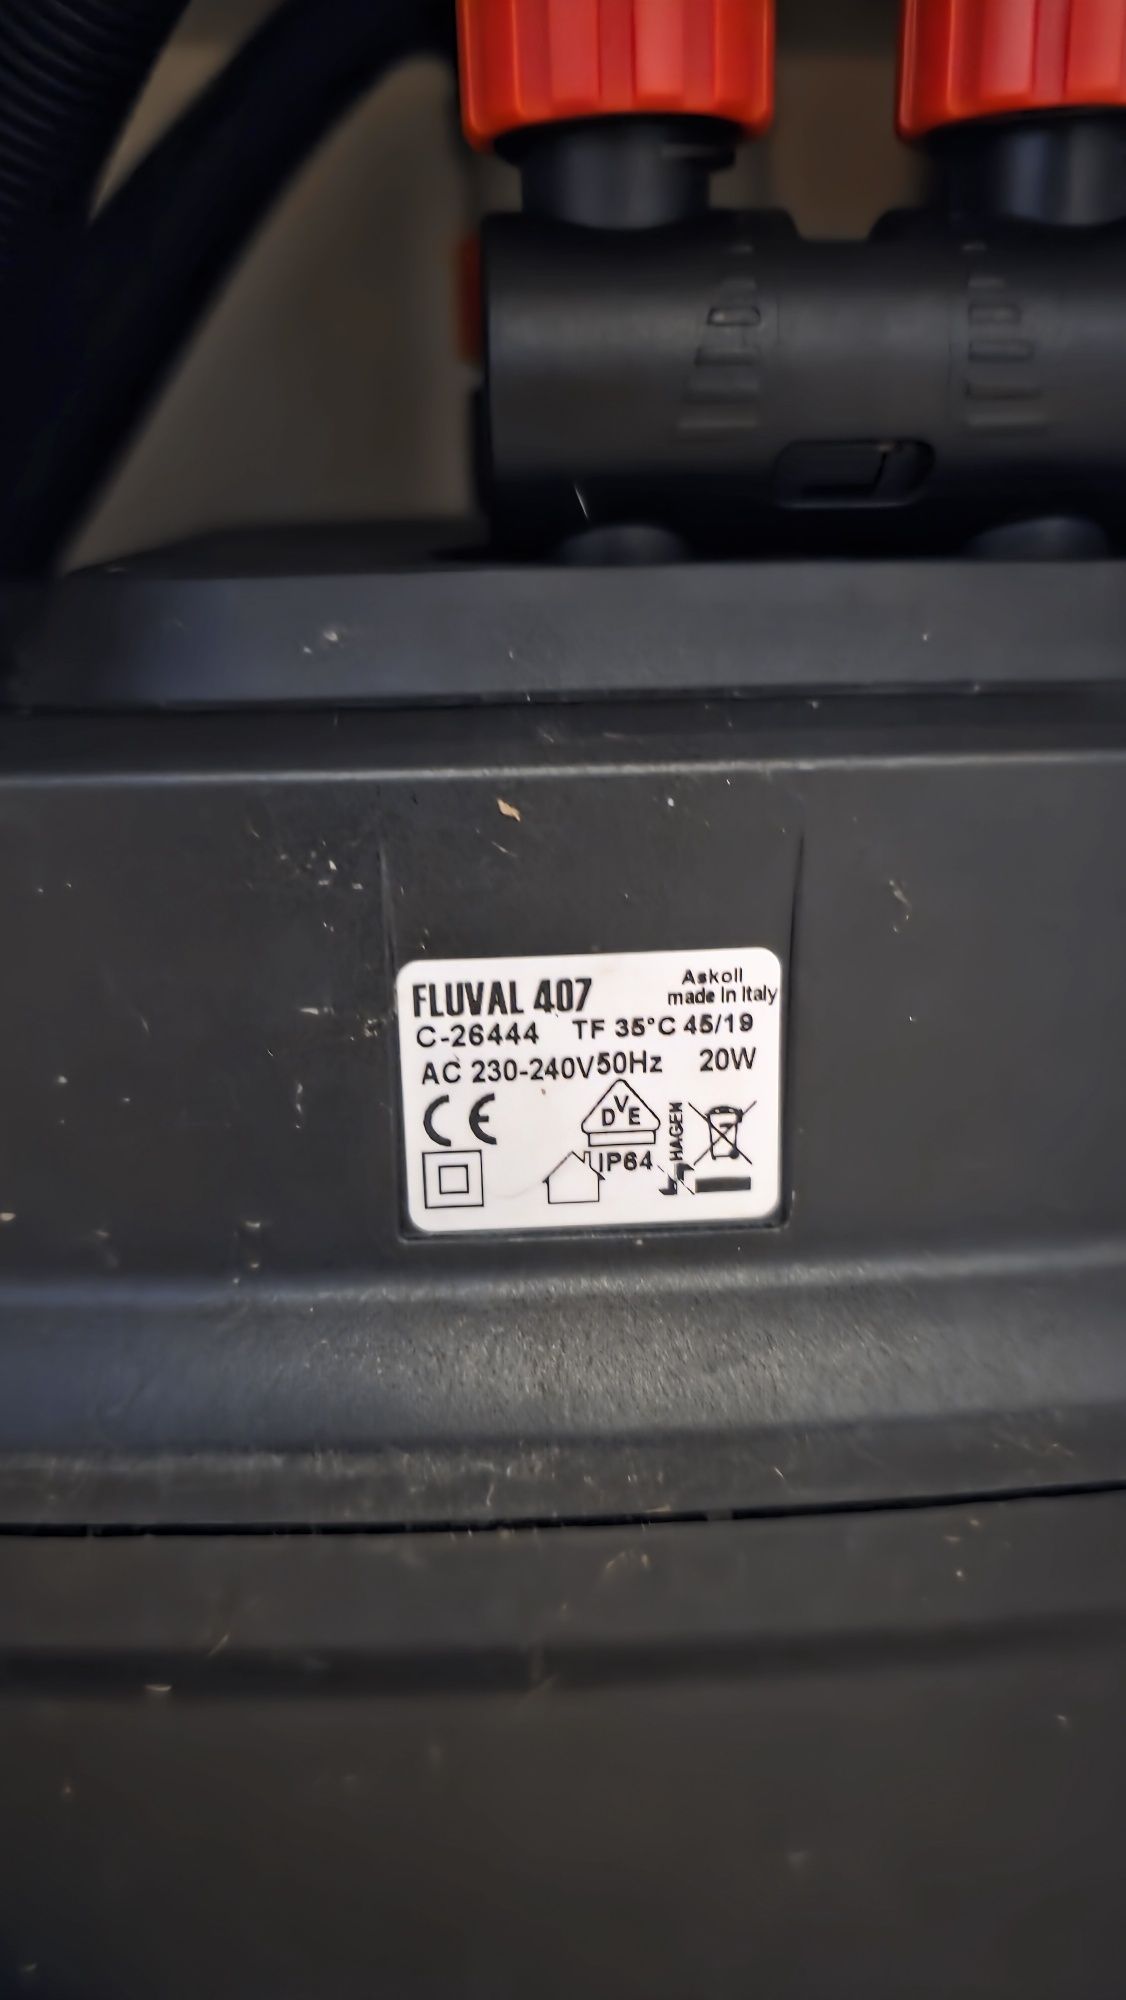 FLUVAL 407
Askoll
made in Italy
C-26444 TF 35°C 45/19
AC 230-240V50Hz 20W
CE
DVE
IP64
HAGEN